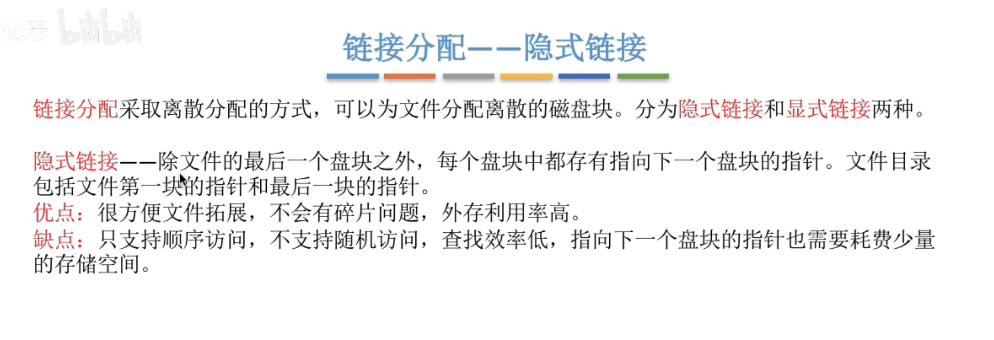 bilibili
链接分配——隐式链接
链接分配采取离散分配的方式，可以为文件分配离散的磁盘块。分为隐式链接和显式链接两种。
隐式链接——除文件的最后一个盘块之外，每个盘块中都存有指向下一个盘块的指针。文件目录
包括文件第一块的指针和最后一块的指针。
优点：很方便文件拓展，不会有碎片问题，外存利用率高。
缺点：只支持顺序访问，不支持随机访问，查找效率低，指向下一个盘块的指针也需要耗费少量
的存储空间。